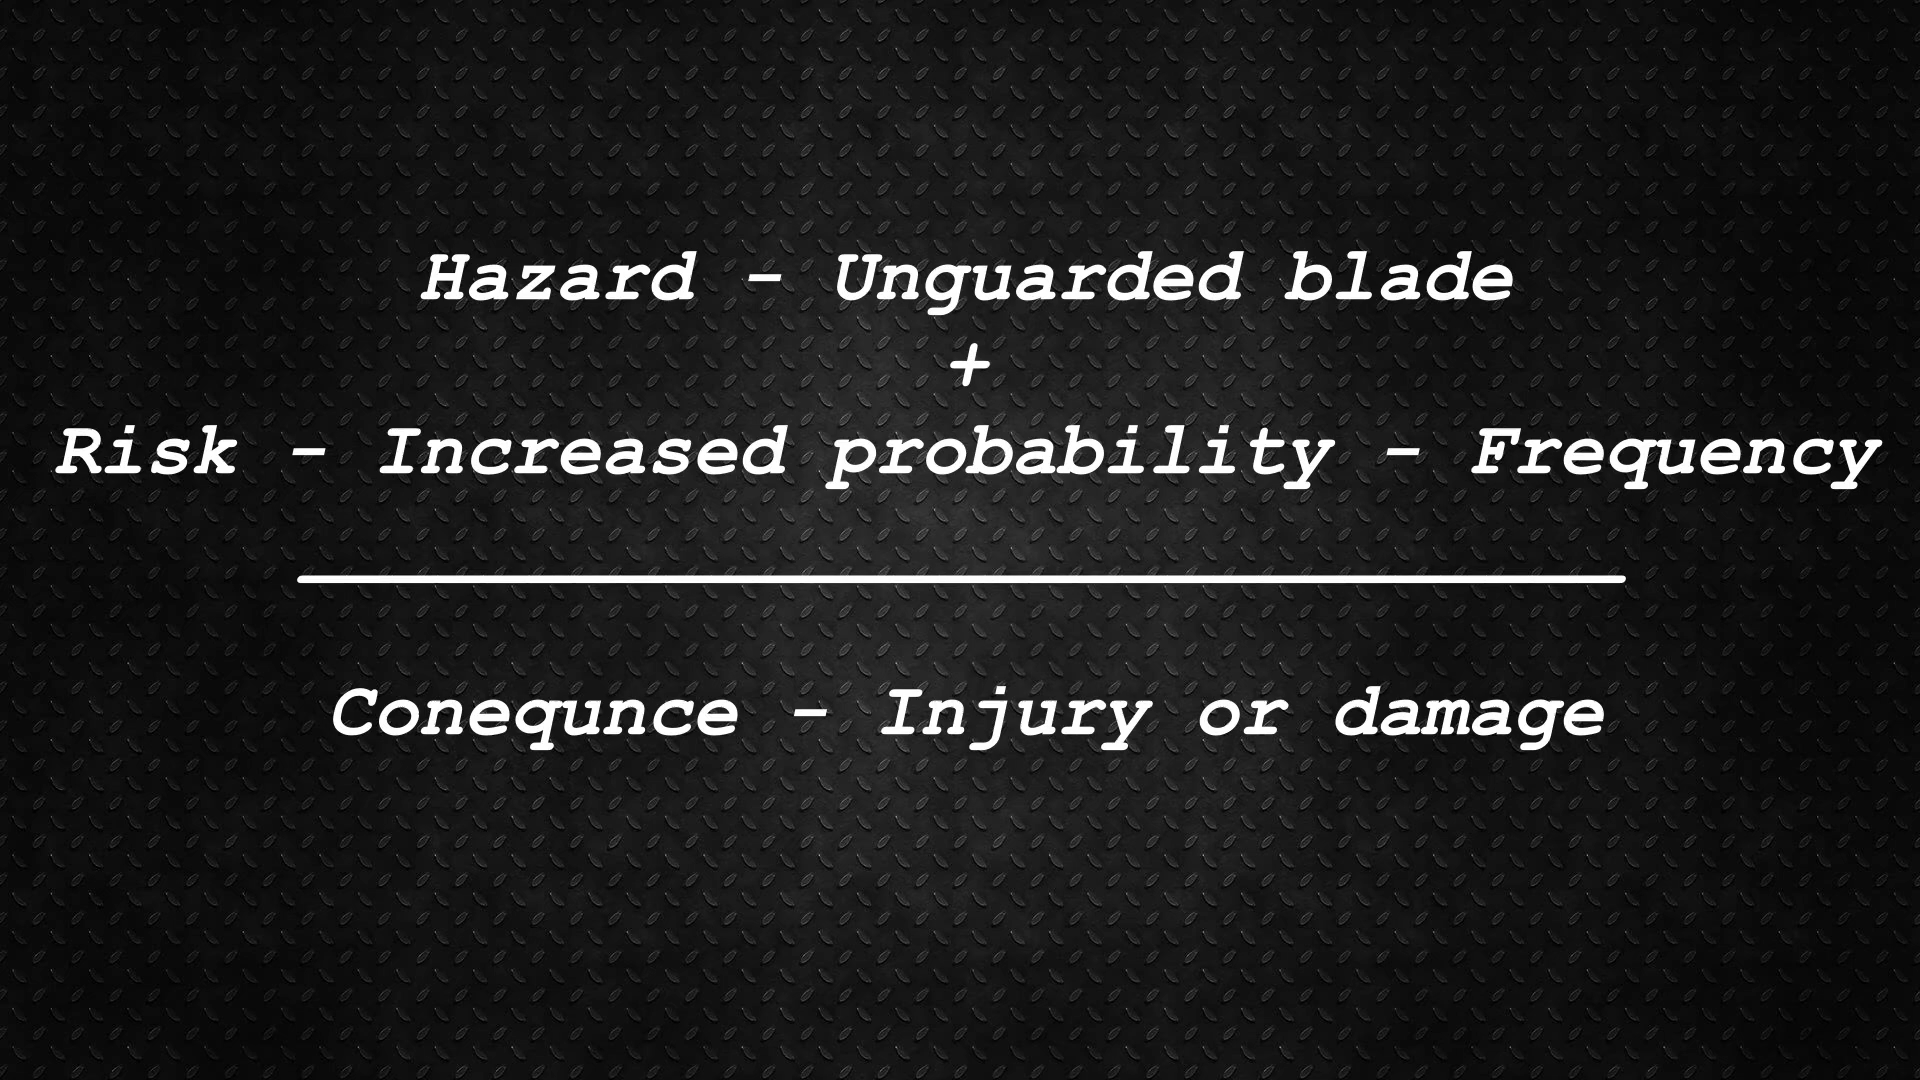 Hazard - Unguarded blade
+
Risk - Increased probability - Frequency
Conequnce - Injury or damage